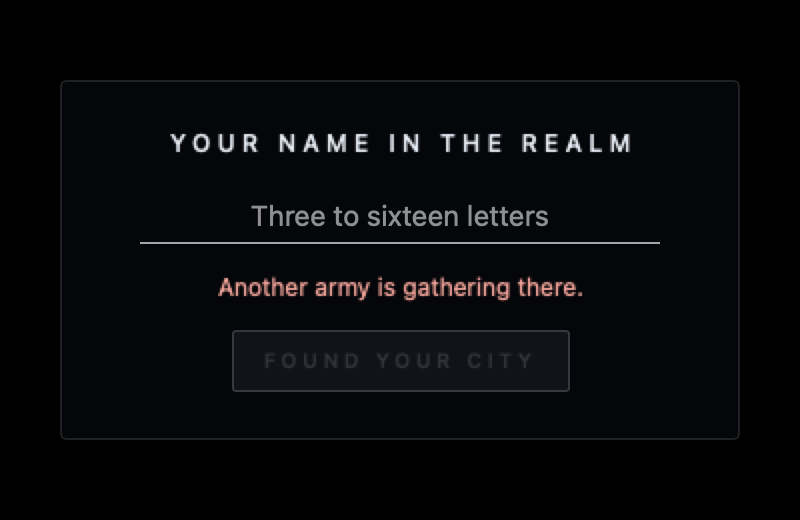 YOUR NAME IN THE REALM
Three to sixteen letters
Another army is gathering there.
FOUND YOUR CITY